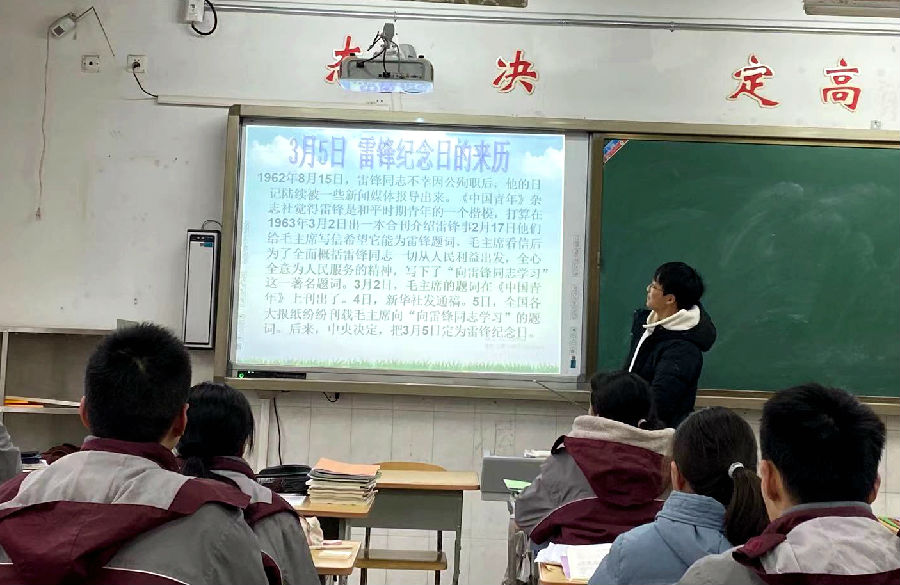 决 定 高
3月5日 雷锋纪念日的来历
1962年8月15日，雷锋同志不幸因公殉职后，他的日
记陆续被一些新闻媒体报导出来。《中国青年》杂
志社觉得雷锋是和平时期青年的一个楷模，打算在
1963年3月2日出一本合刊介绍雷锋事2月17日他们
给毛主席写信希望它能为雷锋题词、毛主席看信后
为了全面概括雷锋同志一切从人民利益出发，全心
全意为人民服务的精神，写下了“向雷锋同志学习”
这一著名题词。3月2日，毛主席的题词在《中国青
年》上刊出了。4日，新华社发通稿。5日，全国各
大报纸纷纷刊载毛主席向“向雷锋同志学习”的题
词。后来，中央决定，把3月5日定为雷锋纪念日。